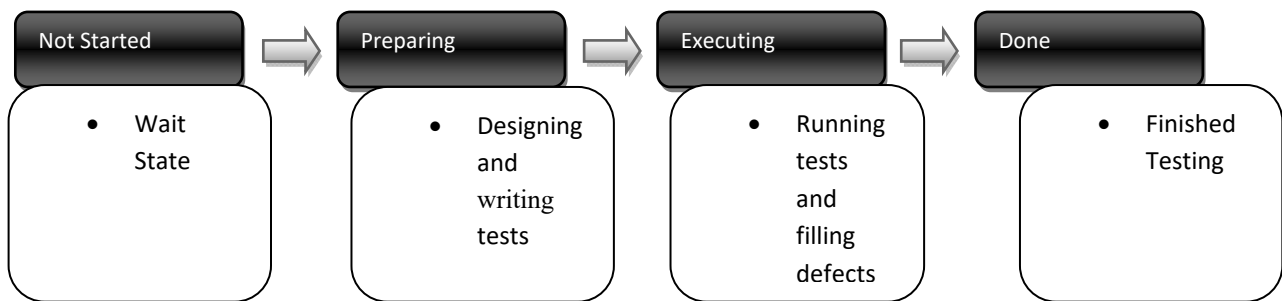 Not Started
Preparing
Executing
Done
• Wait
State
• Designing
and
writing
tests
• Running
tests
and
filling
defects
• Finished
Testing